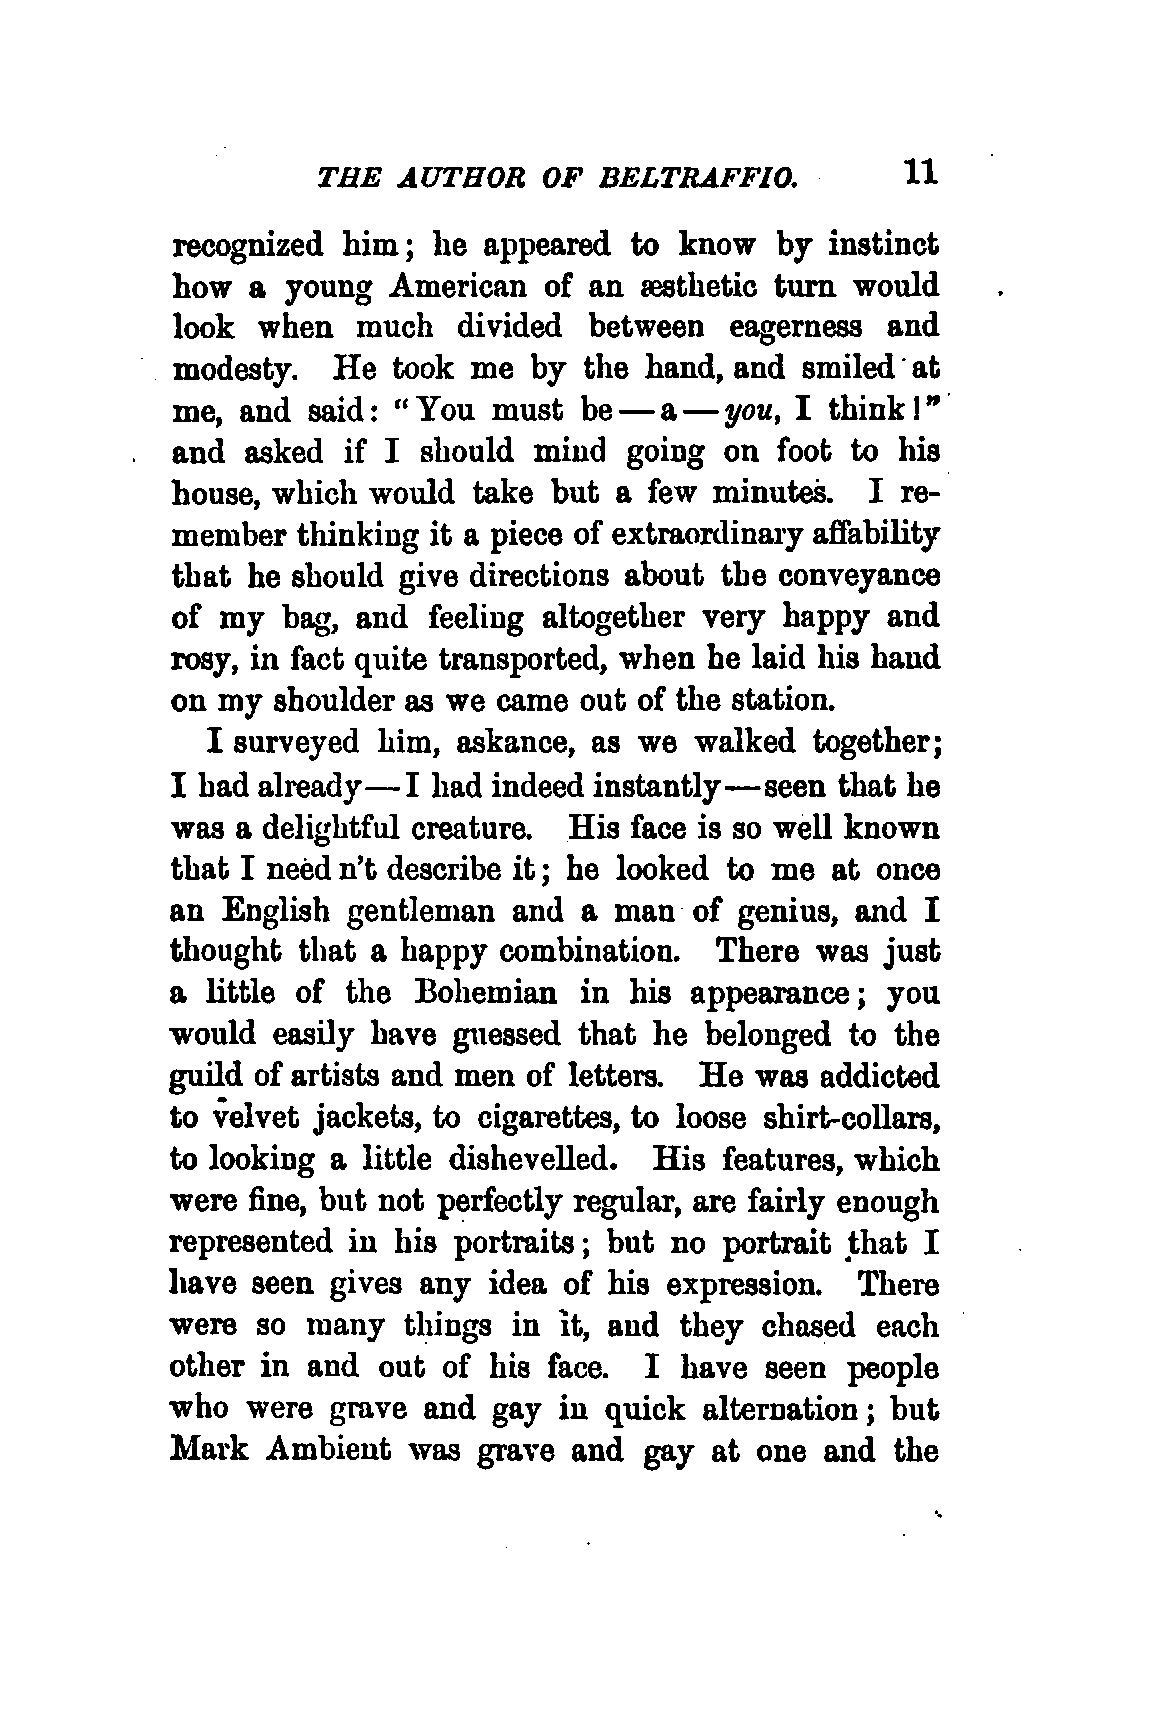 THE AUTHOR OF BELTRAFFIO. 11
recognized him; he appeared to know by instinct
how a young American of an æsthetic turn would
look when much divided between eagerness and
modesty. He took me by the hand, and smiled at
me, and said: “You must be—a—you, I think!”
and asked if I should mind going on foot to his
house, which would take but a few minutes. I re-
member thinking it a piece of extraordinary affability
that he should give directions about the conveyance
of my bag, and feeling altogether very happy and
rosy, in fact quite transported, when he laid his hand
on my shoulder as we came out of the station.
I surveyed him, askance, as we walked together;
I had already—I had indeed instantly—seen that he
was a delightful creature. His face is so well known
that I need n't describe it; he looked to me at once
an English gentleman and a man of genius, and I
thought that a happy combination. There was just
a little of the Bohemian in his appearance; you
would easily have guessed that he belonged to the
guild of artists and men of letters. He was addicted
to velvet jackets, to cigarettes, to loose shirt-collars,
to looking a little dishevelled. His features, which
were fine, but not perfectly regular, are fairly enough
represented in his portraits; but no portrait that I
have seen gives any idea of his expression. There
were so many things in it, and they chased each
other in and out of his face. I have seen people
who were grave and gay in quick alternation; but
Mark Ambient was grave and gay at one and the